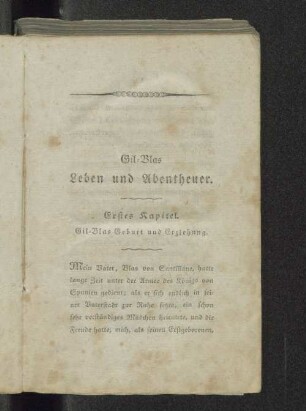 Gil-Blas
Leben und Abentheuer.
Erstes Kapitel.
Gil-Blas Geburt und Erziehung.
Mein Vater, Blas von Santillane, hatte
lange Zeit unter der Armee des Königs von
Spanien gedient; als er sich endlich in sei-
ner Vaterstadt zur Ruhe setzte, ein schon
sehr verständiges Mädchen heurathete, und die
Freude hatte, mich, als seinen Erstgebornen,